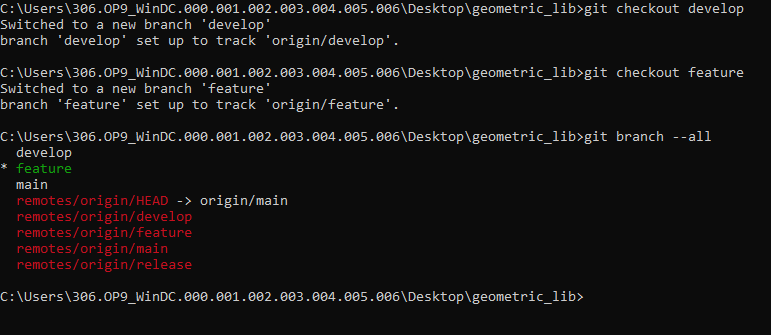 C:\Users\306.OP9_WinDC.000.001.002.003.004.005.006\Desktop\geometric_lib>git checkout develop
Switched to a new branch 'develop'
branch 'develop' set up to track 'origin/develop'.
C:\Users\306.OP9_WinDC.000.001.002.003.004.005.006\Desktop\geometric_lib>git checkout feature
Switched to a new branch 'feature'
branch 'feature' set up to track 'origin/feature'.
C:\Users\306.OP9_WinDC.000.001.002.003.004.005.006\Desktop\geometric_lib>git branch --all
  develop
* feature
  main
  remotes/origin/HEAD -> origin/main
  remotes/origin/develop
  remotes/origin/feature
  remotes/origin/main
  remotes/origin/release
C:\Users\306.OP9_WinDC.000.001.002.003.004.005.006\Desktop\geometric_lib>